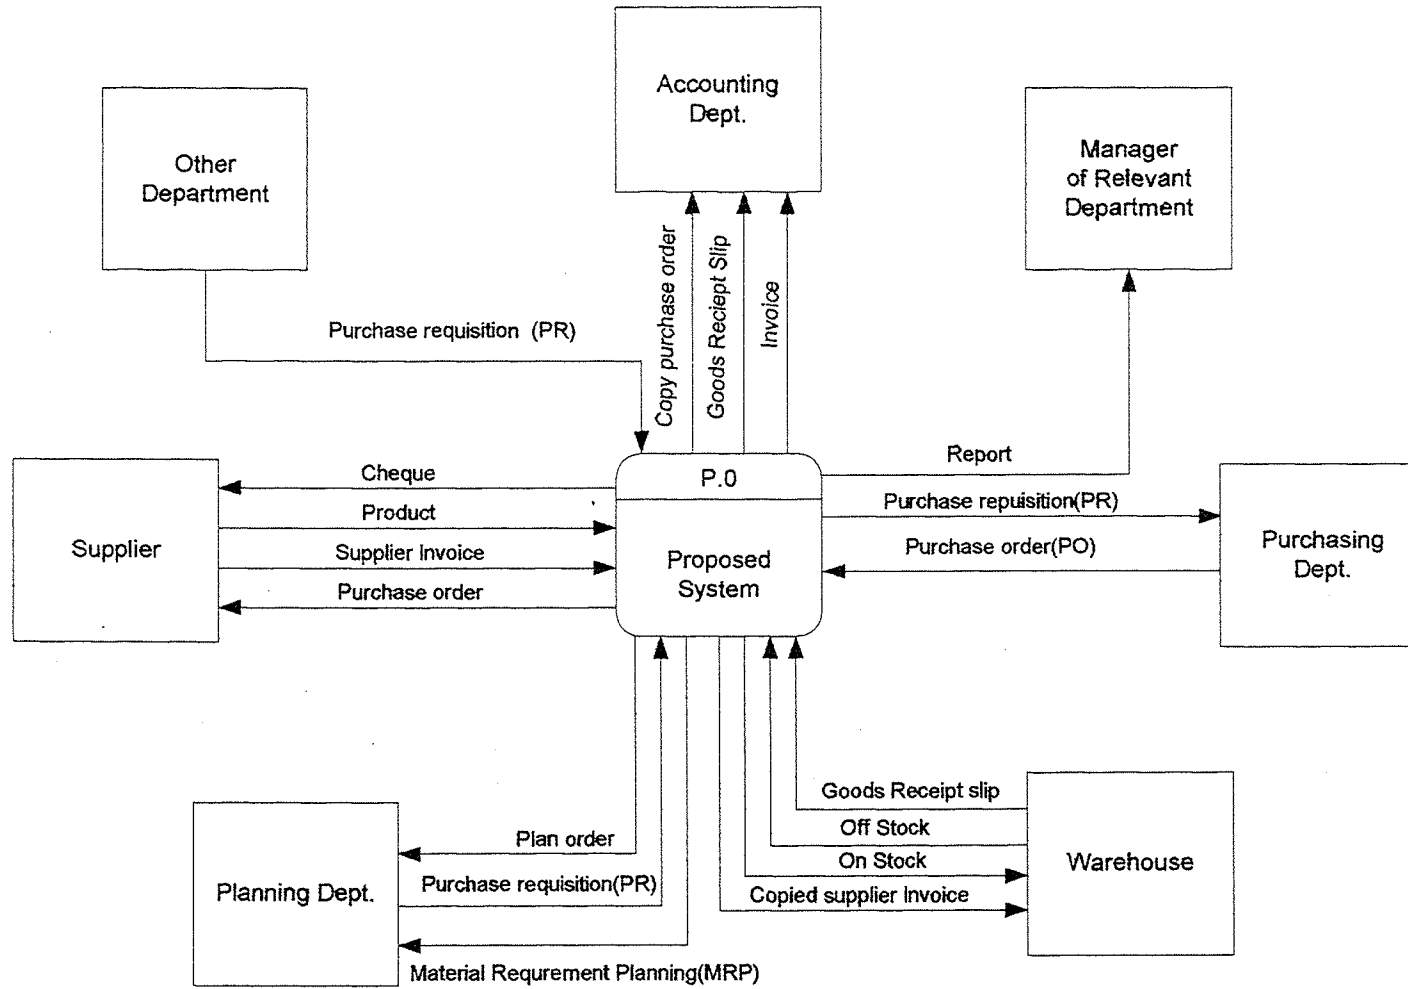 Accounting
Dept.
Other
Department
Manager
of Relevant
Department
Copy purchase order
Goods Reciept Slip
Invoice
Purchase requisition (PR)
Report
P.0
Proposed
System
Cheque
Product
Supplier Invoice
Purchase order
Supplier
Purchase repuisition(PR)
Purchase order(PO)
Purchasing
Dept.
Goods Receipt slip
Off Stock
On Stock
Copied supplier Invoice
Warehouse
Plan order
Purchase requisition(PR)
Material Requrement Planning(MRP)
Planning Dept.